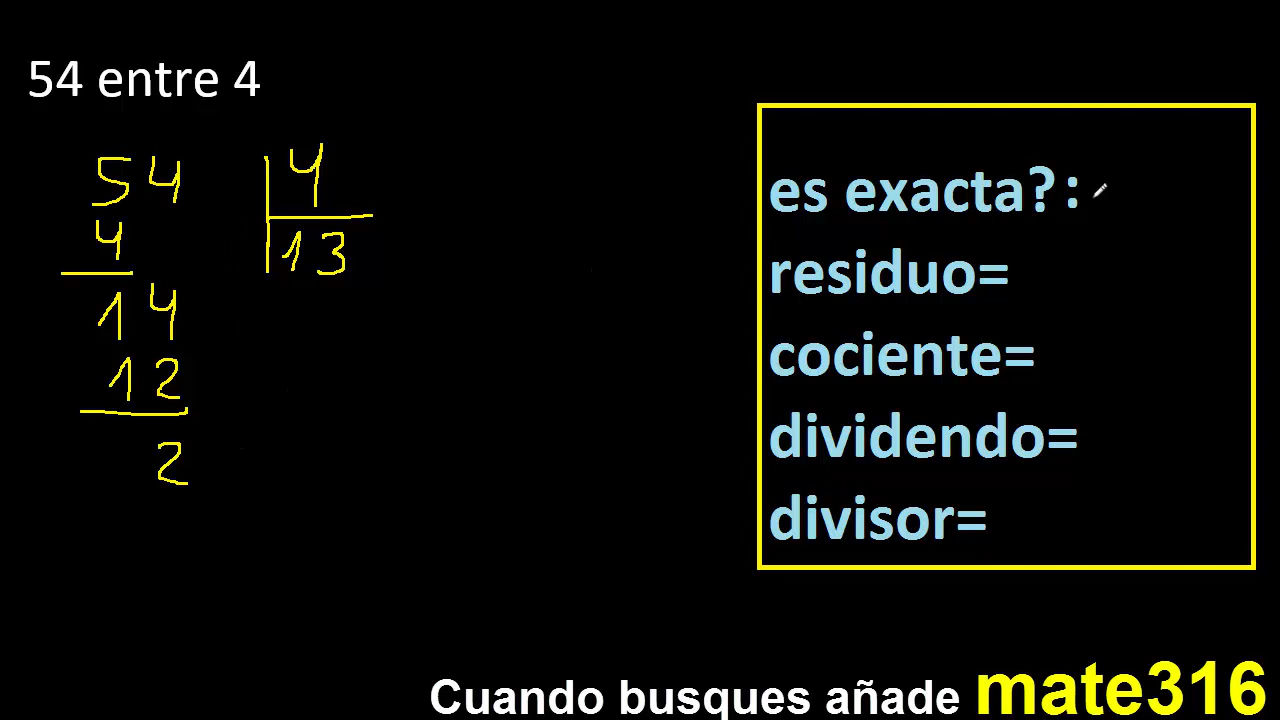 54 entre 4
54 4
4 13
14
12
2
es exacta?:
residuo=
cociente=
dividendo=
divisor=
Cuando busques añade mate316